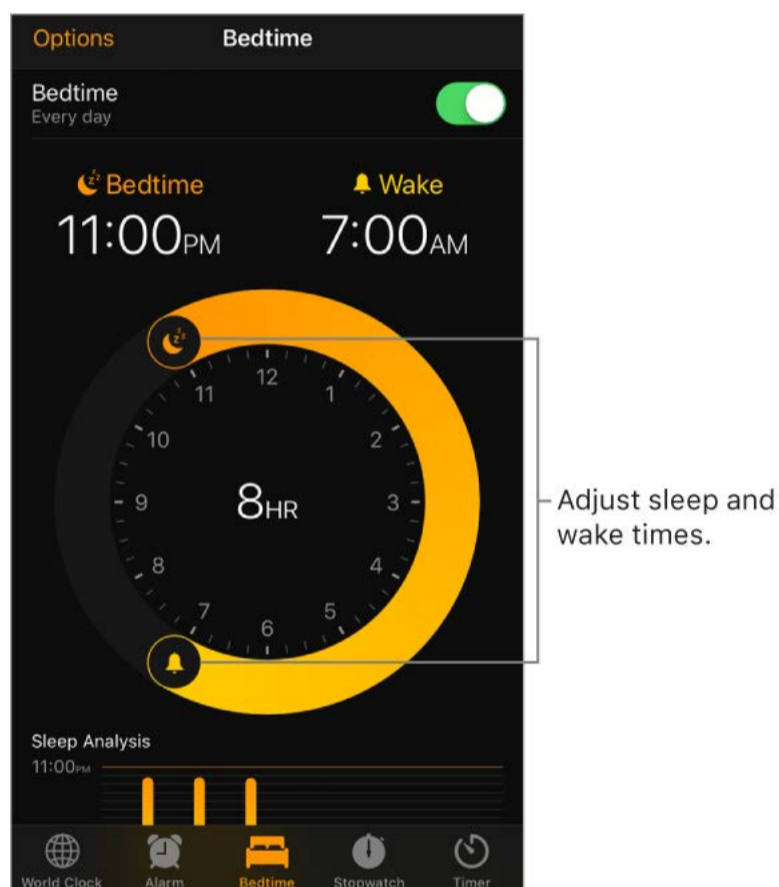 Options Bedtime
Bedtime
Every day
Bedtime Wake
11:00PM 7:00AM
12
11 1
10 2
9 8HR 3
8 4
7 5
6
Adjust sleep and
wake times.
Sleep Analysis
11:00PM
World Clock Alarm Bedtime Stopwatch Timer